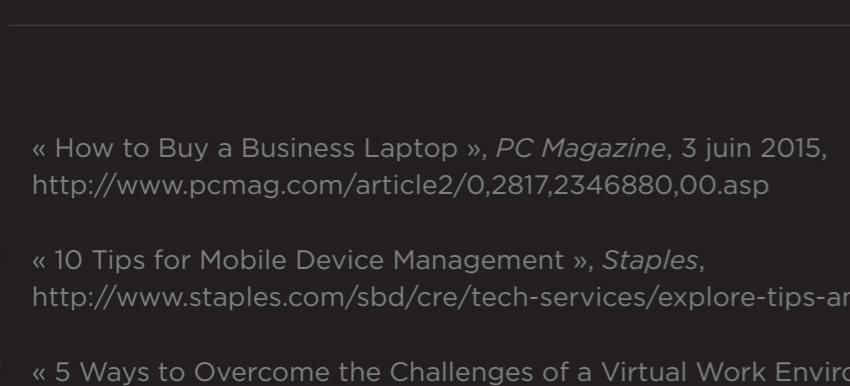 « How to Buy a Business Laptop », PC Magazine, 3 juin 2015,
http://www.pcmag.com/article2/0,2817,2346880,00.asp
« 10 Tips for Mobile Device Management », Staples,
http://www.staples.com/sbd/cre/tech-services/explore-tips-an
« 5 Ways to Overcome the Challenges of a Virtual Work Enviro